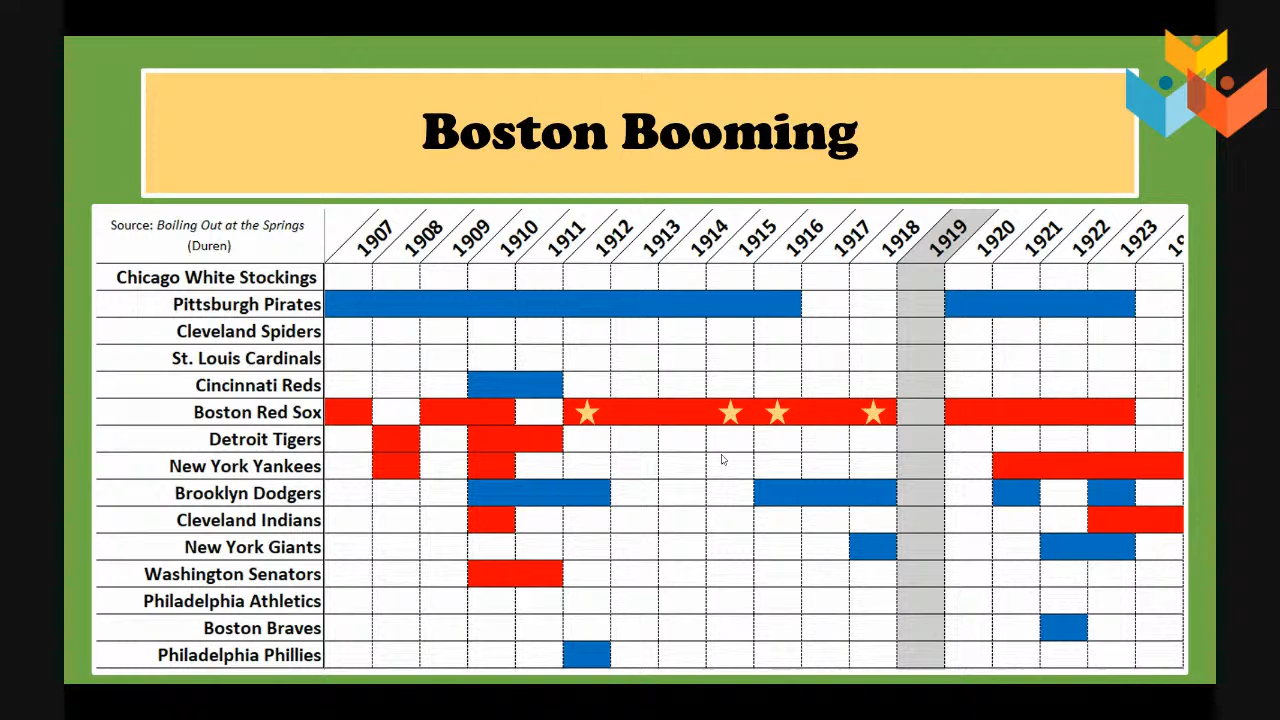 Boston Booming
Source: Boiling Out at the Springs
(Duren)
1907 1908 1909 1910 1911 1912 1913 1914 1915 1916 1917 1918 1919 1920 1921 1922 1923
Chicago White Stockings
Pittsburgh Pirates
Cleveland Spiders
St. Louis Cardinals
Cincinnati Reds
Boston Red Sox
Detroit Tigers
New York Yankees
Brooklyn Dodgers
Cleveland Indians
New York Giants
Washington Senators
Philadelphia Athletics
Boston Braves
Philadelphia Phillies